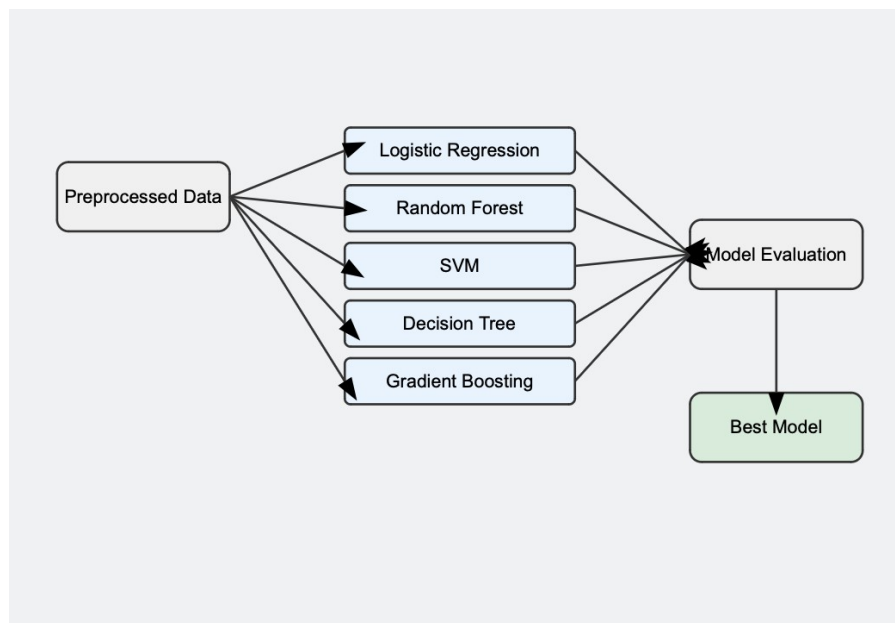 Preprocessed Data
Logistic Regression
Random Forest
SVM
Decision Tree
Gradient Boosting
Model Evaluation
Best Model